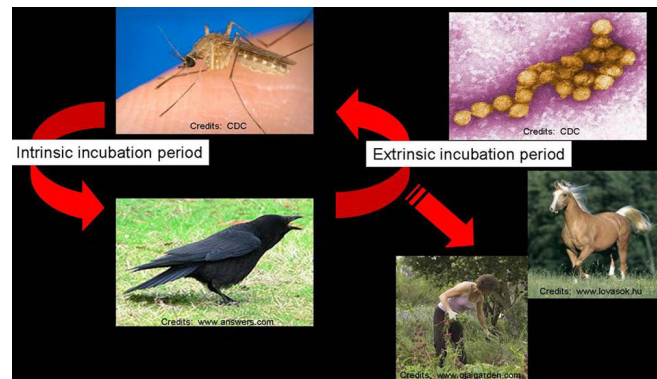 Credits: CDC
Credits: CDC
Intrinsic incubation period
Extrinsic incubation period
Credits: www.lovasok.hu
Credits: www.answers.com
Credits: www.olaigarden.com